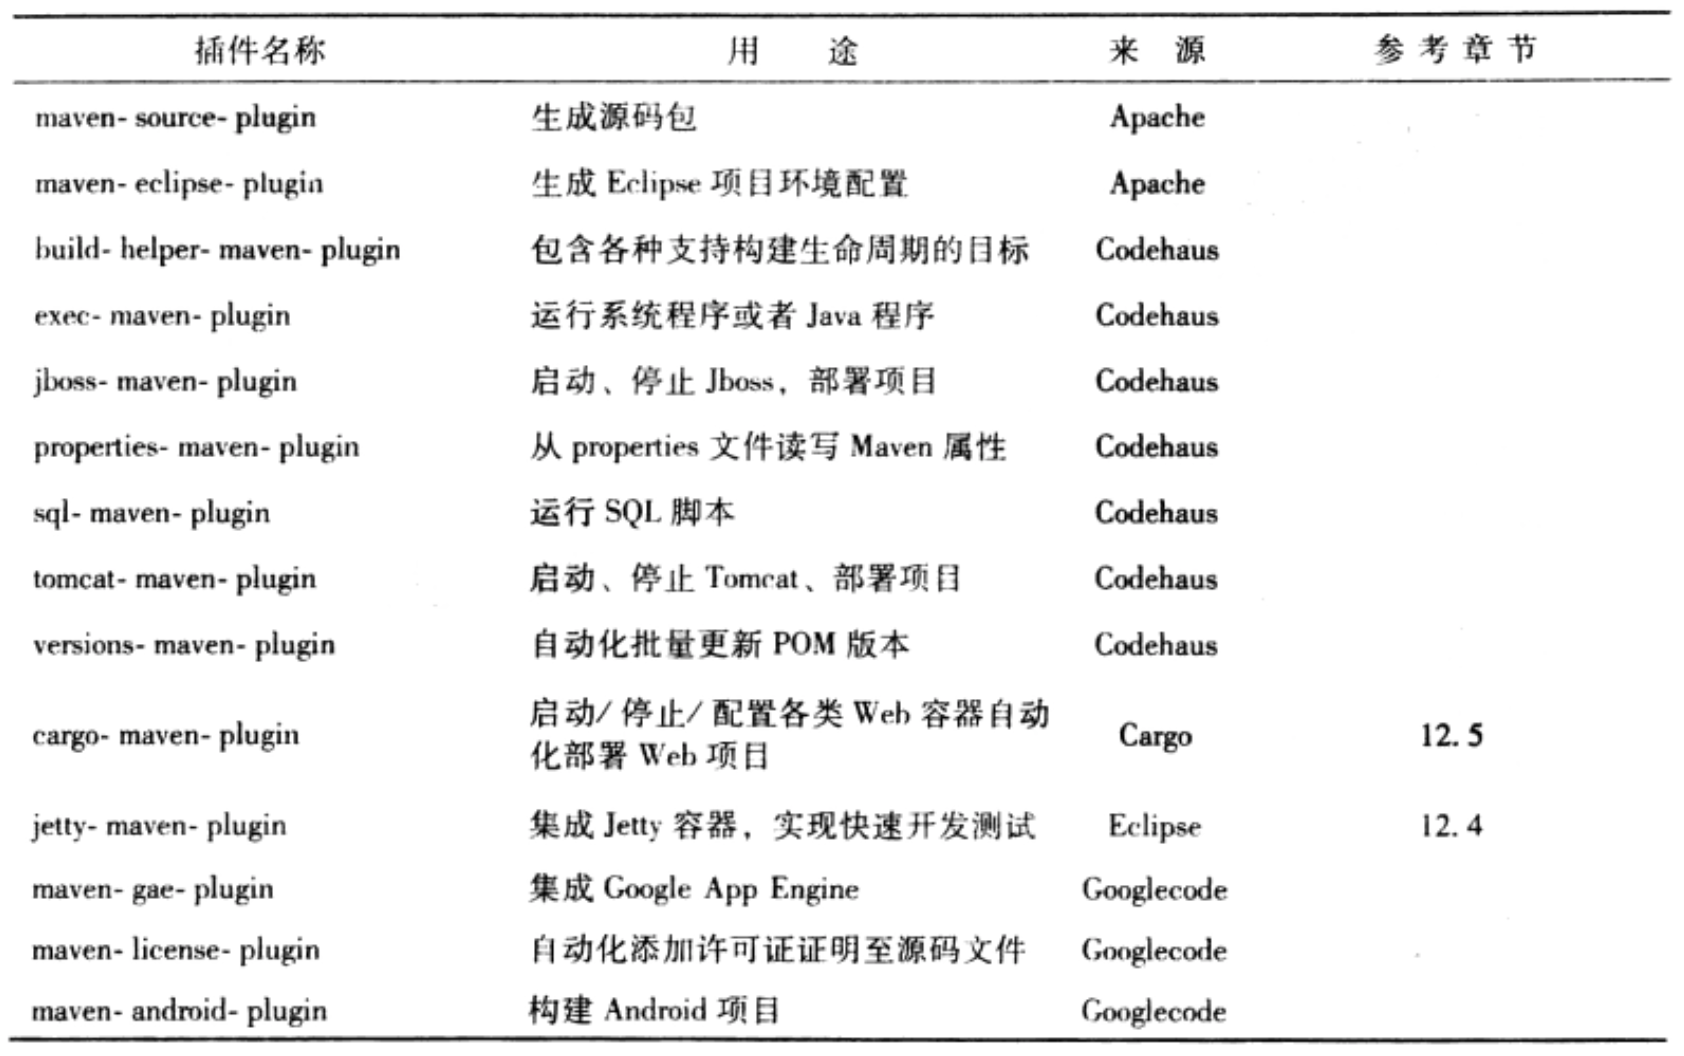 插件名称 用 途 来 源 参考章节
maven-source-plugin 生成源码包 Apache
maven-eclipse-plugin 生成 Eclipse 项目环境配置 Apache
build-helper-maven-plugin 包含各种支持构建生命周期的目标 Codehaus
exec-maven-plugin 运行系统程序或者 Java 程序 Codehaus
jboss-maven-plugin 启动、停止 Jboss，部署项目 Codehaus
properties-maven-plugin 从 properties 文件读写 Maven 属性 Codehaus
sql-maven-plugin 运行 SQL 脚本 Codehaus
tomcat-maven-plugin 启动、停止 Tomcat、部署项目 Codehaus
versions-maven-plugin 自动化批量更新 POM 版本 Codehaus
cargo-maven-plugin 启动/停止/配置各类 Web 容器自动 Cargo 12.5
化部署 Web 项目
jetty-maven-plugin 集成 Jetty 容器，实现快速开发测试 Eclipse 12.4
maven-gae-plugin 集成 Google App Engine Googlecode
maven-license-plugin 自动化添加许可证证明至源码文件 Googlecode
maven-android-plugin 构建 Android 项目 Googlecode